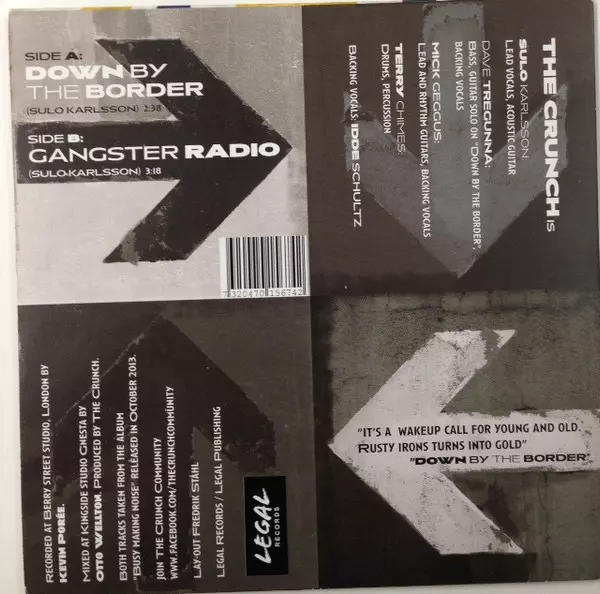 SIDE A:
DOWN BY
THE BORDER
(SULO KARLSSON) 2:38
SIDE B:
GANGSTER RADIO
(SULO KARLSSON) 3:18
7 320470 156742
THE CRUNCH IS
SULO KARLSSON:
LEAD VOCALS, ACOUSTIC GUITAR
DAVE TREGUNNA:
BASS, GUITAR SOLO ON "DOWN BY THE BORDER",
BACKING VOCALS
MICK GEGGUS:
LEAD AND RHYTHM GUITARS, BACKING VOCALS
TERRY CHIMES:
DRUMS, PERCUSSION
BACKING VOCALS: IDDE SCHULTZ
RECORDED AT BERRY STREET STUDIO, LONDON BY
KEVIN PORÉE.
MIXED AT KINGSIDE STUDIO GNESTA BY
OTTO WELLTON. PRODUCED BY THE CRUNCH.
BOTH TRACKS TAKEN FROM THE ALBUM
"BUSY MAKING NOISE" RELEASED IN OCTOBER 2013.
JOIN THE CRUNCH COMMUNITY
WWW.FACEBOOK.COM/THECRUNCHCOMMÜNITY
LAY-OUT FREDRIK STÅHL
LEGAL RECORDS / LEGAL PUBLISHING
LEGAL
RECORDS
"IT'S A WAKEUP CALL FOR YOUNG AND OLD.
RUSTY IRONS TURNS INTO GOLD"
"DOWN BY THE BORDER"